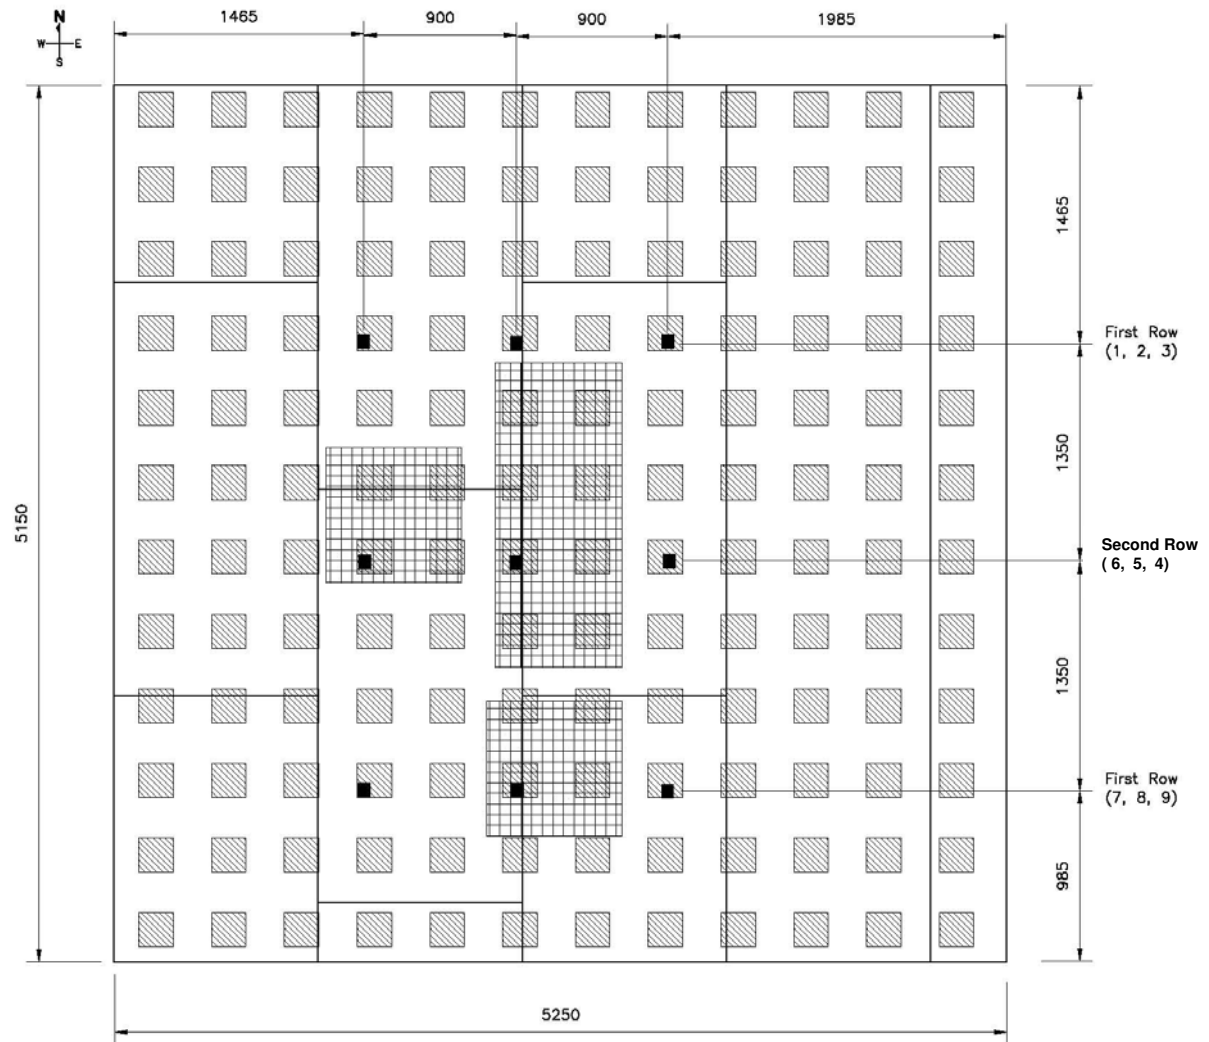 1465
900
900
1985
N
W E
S
1465
First Row
(1, 2, 3)
1350
5150
Second Row
( 6, 5, 4)
1350
First Row
(7, 8, 9)
985
5250